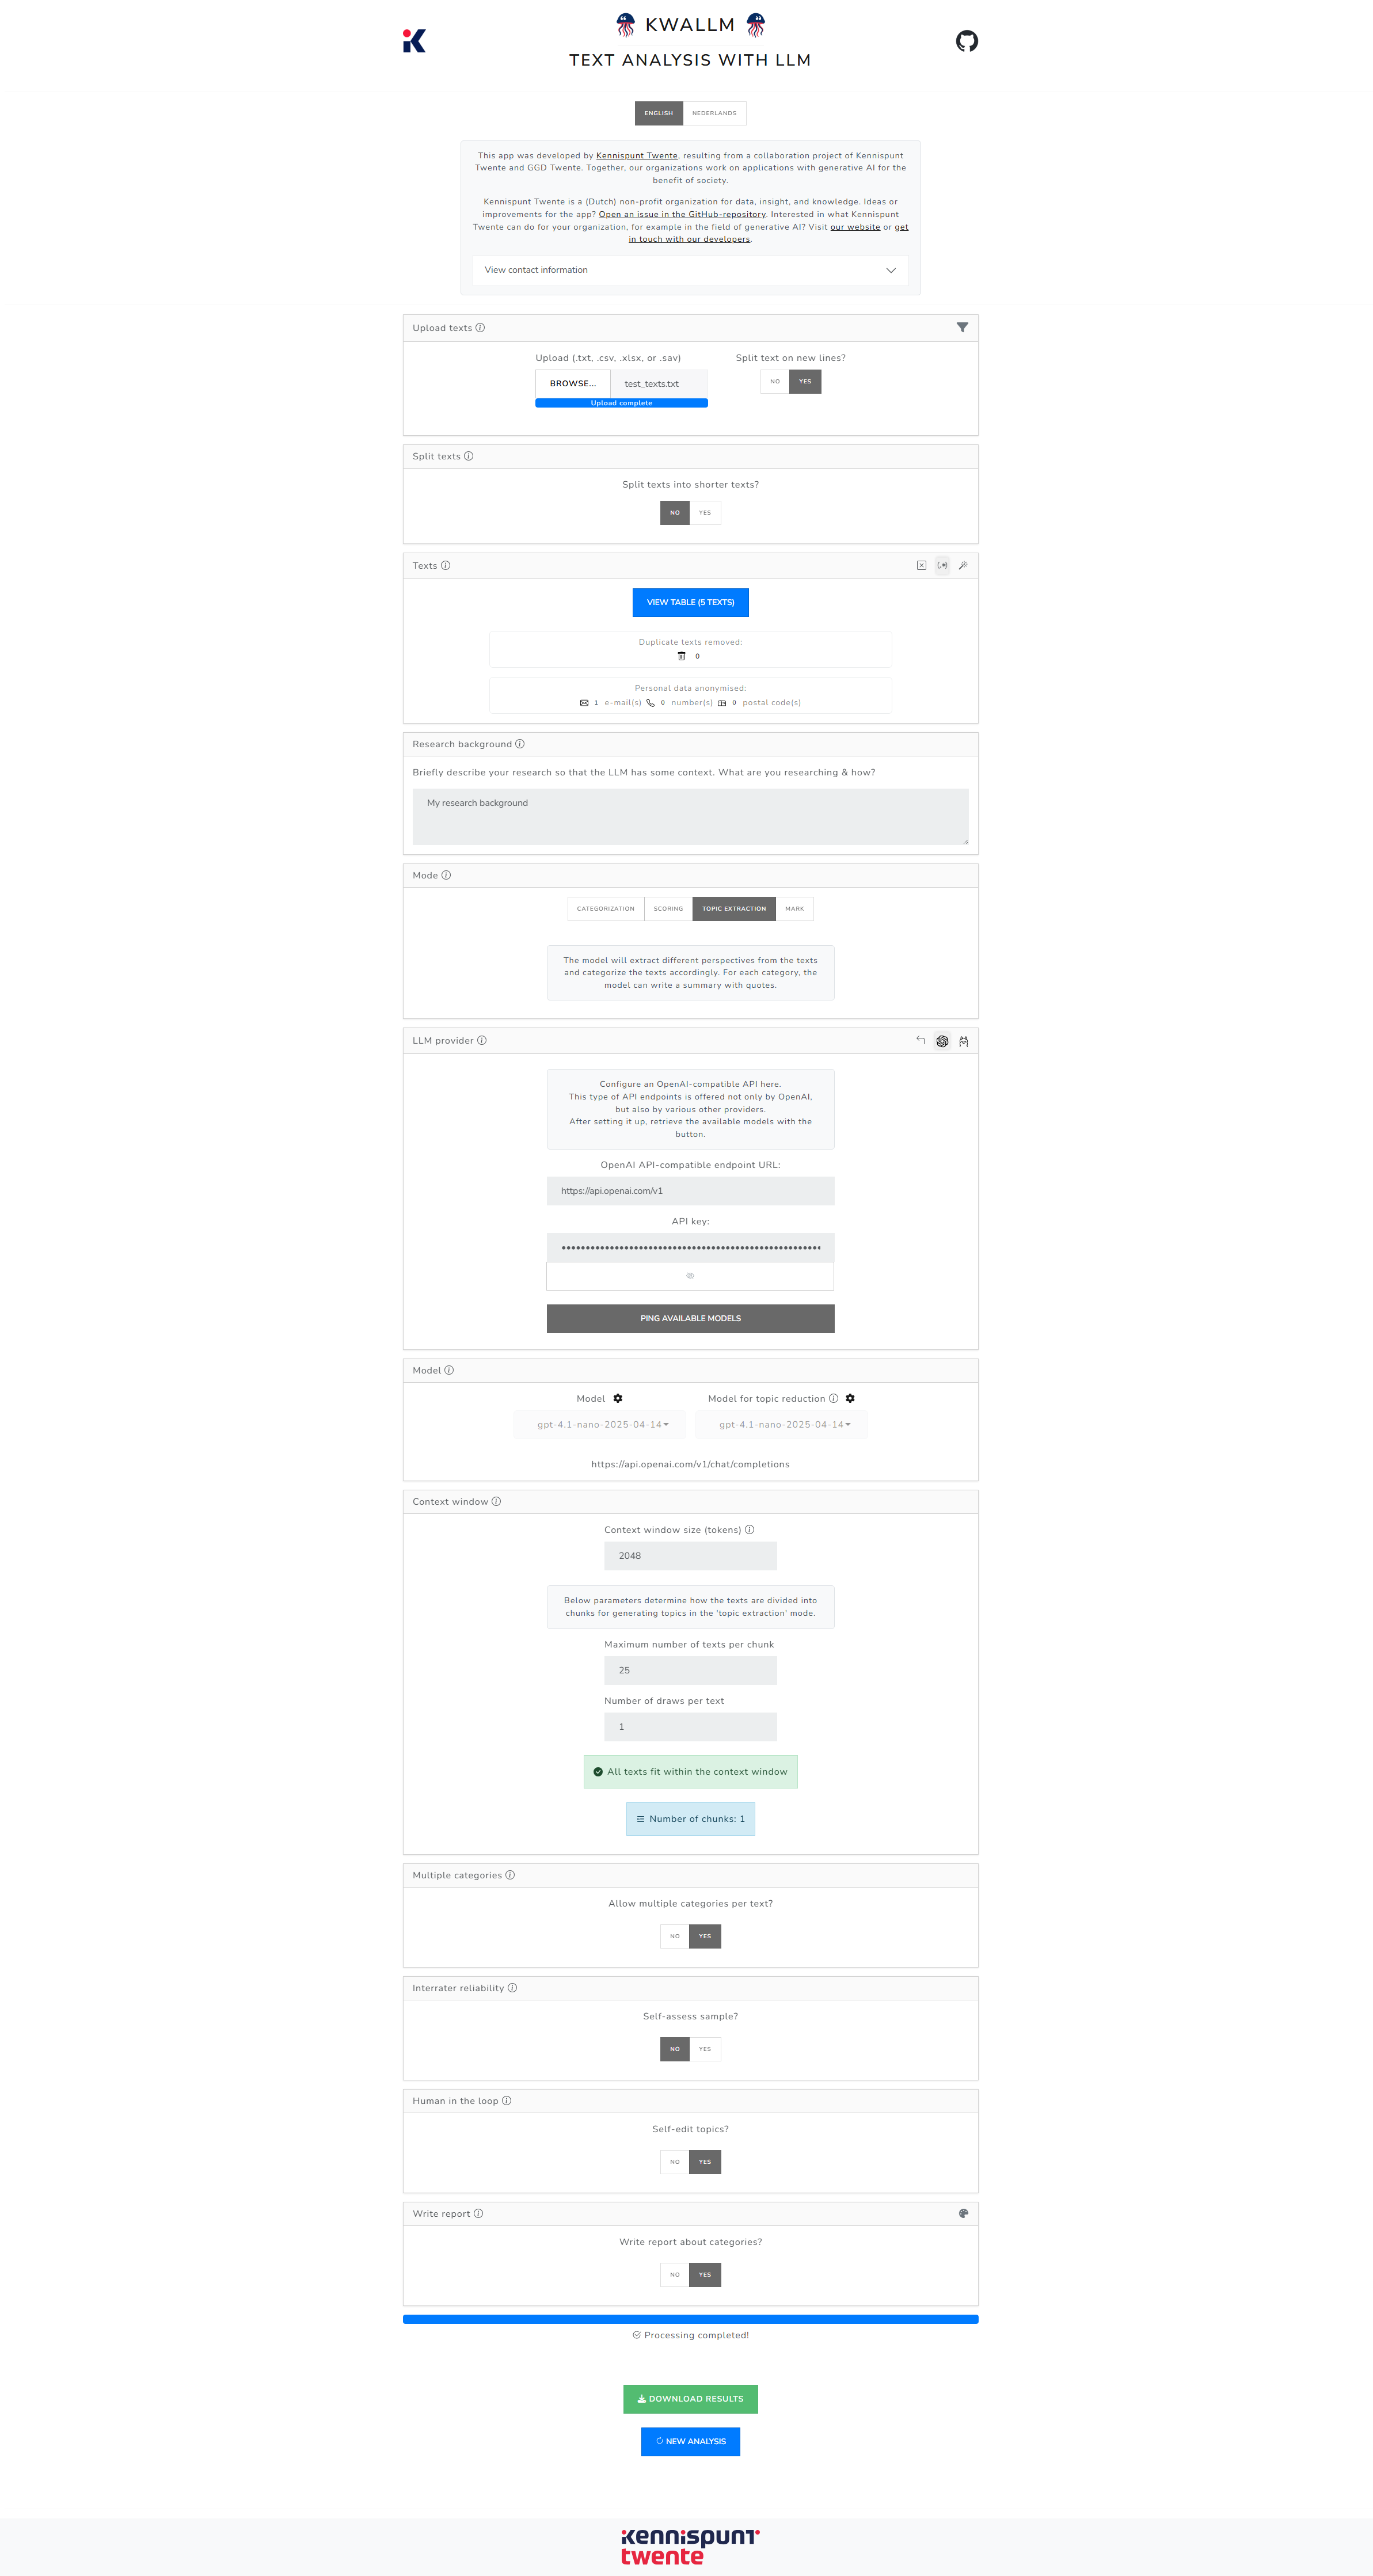 KWALLM
TEXT ANALYSIS WITH LLM
ENGLISH NEDERLANDS
This app was developed by Kennispunt Twente, resulting from a collaboration project of Kennispunt
Twente and GGD Twente. Together, our organizations work on applications with generative AI for the
benefit of society.
Kennispunt Twente is a (Dutch) non-profit organization for data, insight, and knowledge. Ideas or
improvements for the app? Open an issue in the GitHub-repository. Interested in what Kennispunt
Twente can do for your organization, for example in the field of generative AI? Visit our website or get
in touch with our developers.
View contact information
Upload texts
Upload (.txt, .csv, .xlsx, or .sav) Split text on new lines?
BROWSE... test_texts.txt NO YES
Upload complete
Split texts
Split texts into shorter texts?
NO YES
Texts
VIEW TABLE (5 TEXTS)
Duplicate texts removed:
0
Personal data anonymised:
1 e-mail(s) 0 number(s) 0 postal code(s)
Research background
Briefly describe your research so that the LLM has some context. What are you researching & how?
My research background
Mode
CATEGORIZATION SCORING TOPIC EXTRACTION MARK
The model will extract different perspectives from the texts
and categorize the texts accordingly. For each category, the
model can write a summary with quotes.
LLM provider
Configure an OpenAI-compatible API here.
This type of API endpoints is offered not only by OpenAI,
but also by various other providers.
After setting it up, retrieve the available models with the
button.
OpenAI API-compatible endpoint URL:
https://api.openai.com/v1
API key:
PING AVAILABLE MODELS
Model
Model Model for topic reduction
gpt-4.1-nano-2025-04-14 gpt-4.1-nano-2025-04-14
https://api.openai.com/v1/chat/completions
Context window
Context window size (tokens)
2048
Below parameters determine how the texts are divided into
chunks for generating topics in the 'topic extraction' mode.
Maximum number of texts per chunk
25
Number of draws per text
1
All texts fit within the context window
Number of chunks: 1
Multiple categories
Allow multiple categories per text?
NO YES
Interrater reliability
Self-assess sample?
NO YES
Human in the loop
Self-edit topics?
NO YES
Write report
Write report about categories?
NO YES
Processing completed!
DOWNLOAD RESULTS
NEW ANALYSIS
kennispunt
twente